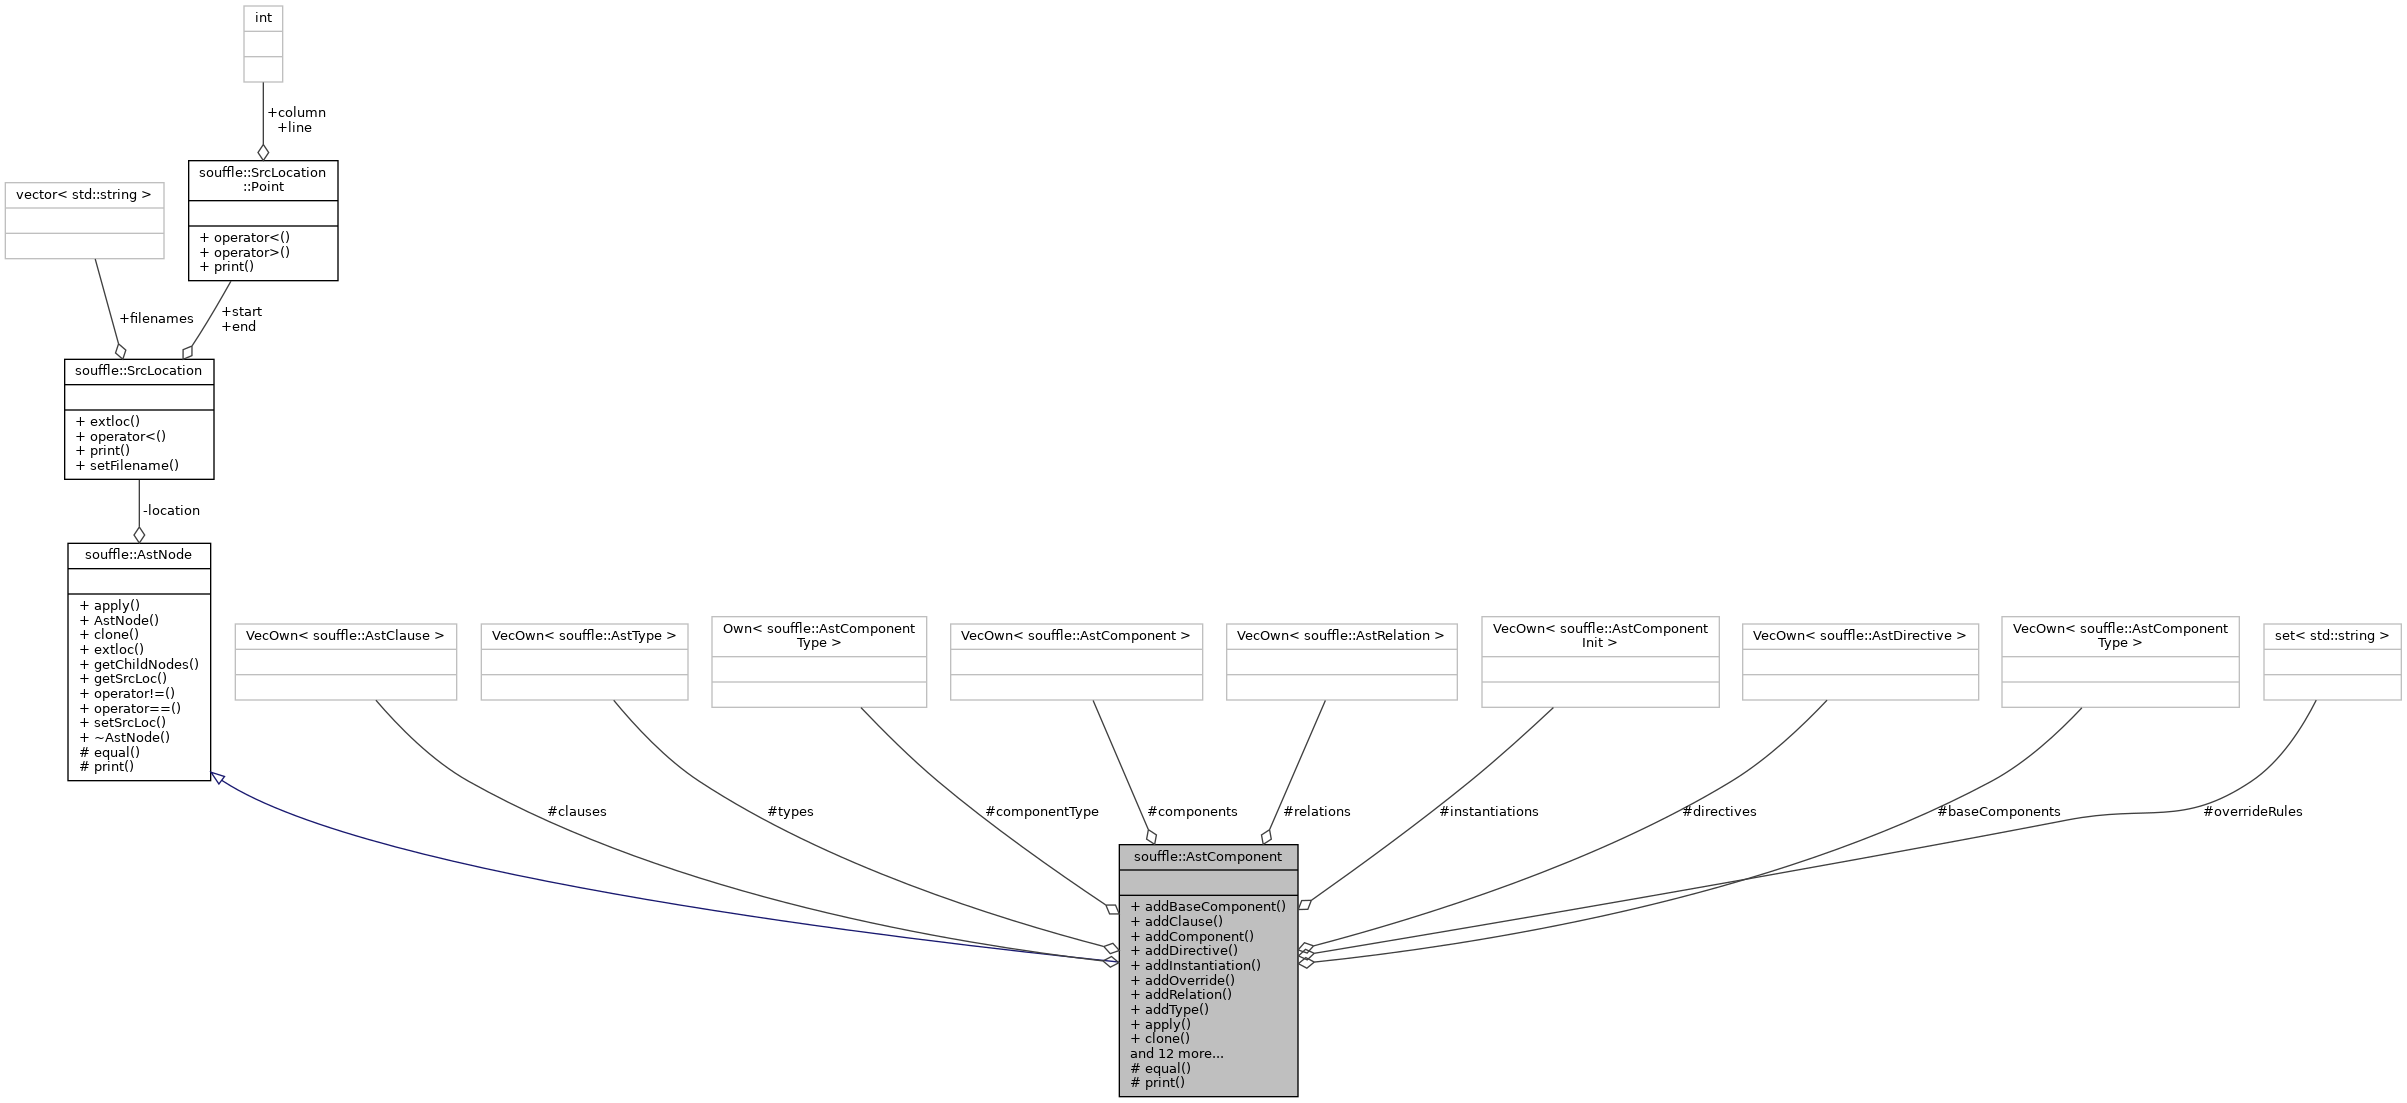 int
+column
+line
souffle::SrcLocation
::Point
+ operator<()
+ operator>()
+ print()
vector< std::string >
+filenames
+start
+end
souffle::SrcLocation
+ extloc()
+ operator<()
+ print()
+ setFilename()
-location
souffle::AstNode
+ apply()
+ AstNode()
+ clone()
+ extloc()
+ getChildNodes()
+ getSrcLoc()
+ operator!=()
+ operator==()
+ setSrcLoc()
+ ~AstNode()
# equal()
# print()
VecOwn< souffle::AstClause >
VecOwn< souffle::AstType >
Own< souffle::AstComponent
Type >
VecOwn< souffle::AstComponent >
VecOwn< souffle::AstRelation >
VecOwn< souffle::AstComponent
Init >
VecOwn< souffle::AstDirective >
VecOwn< souffle::AstComponent
Type >
set< std::string >
#clauses
#types
#componentType
#components
#relations
#instantiations
#directives
#baseComponents
#overrideRules
souffle::AstComponent
+ addBaseComponent()
+ addClause()
+ addComponent()
+ addDirective()
+ addInstantiation()
+ addOverride()
+ addRelation()
+ addType()
+ apply()
+ clone()
and 12 more...
# equal()
# print()